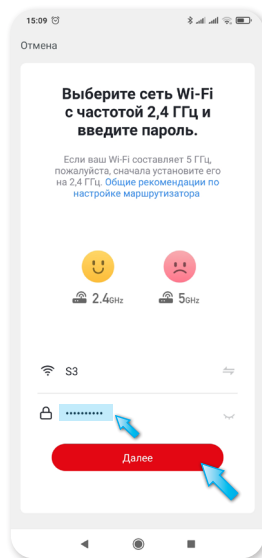 15:09
Отмена
Выберите сеть Wi-Fi
с частотой 2,4 ГГц и
введите пароль.
Если ваш Wi-Fi составляет 5 ГГц,
пожалуйста, сначала установите его
на 2,4 ГГц. Общие рекомендации по
настройке маршрутизатора
2.4GHz 5GHz
S3
••••••••••
Далее